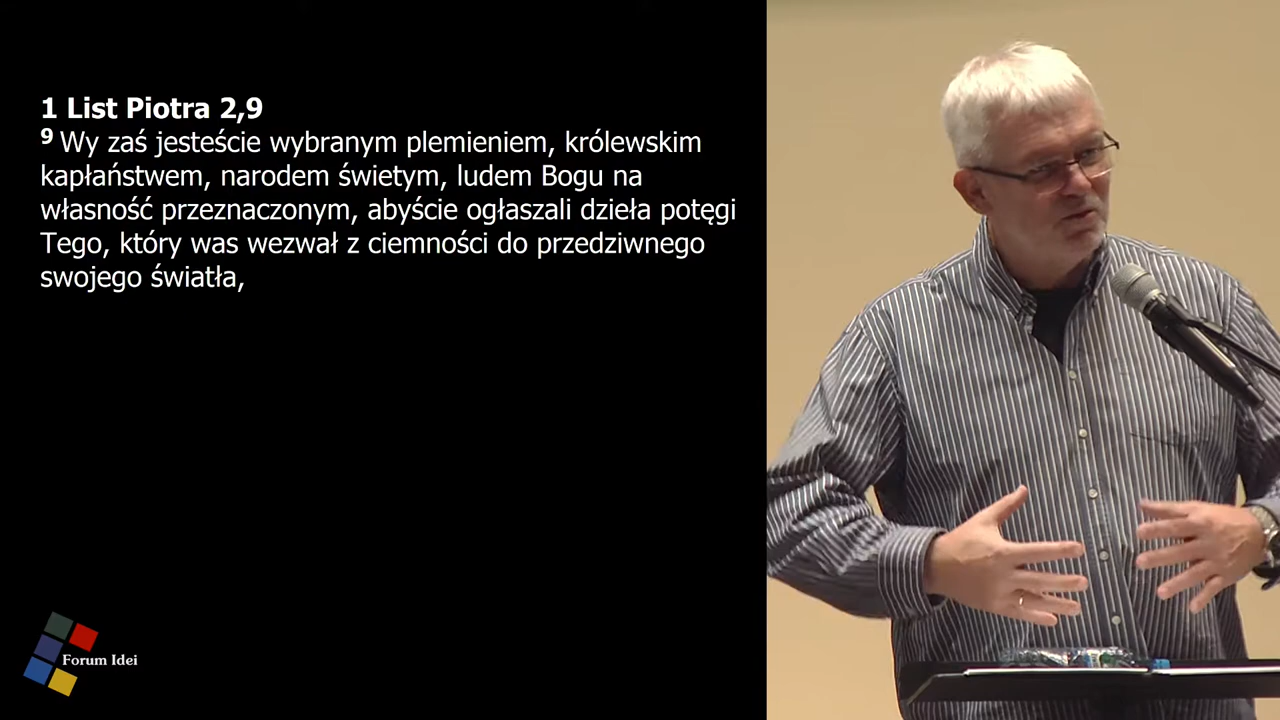 1 List Piotra 2,9
9 Wy zaś jesteście wybranym plemieniem, królewskim
kapłaństwem, narodem świetym, ludem Bogu na
własność przeznaczonym, abyście ogłaszali dzieła potęgi
Tego, który was wezwał z ciemności do przedziwnego
swojego światła,
Forum Idei